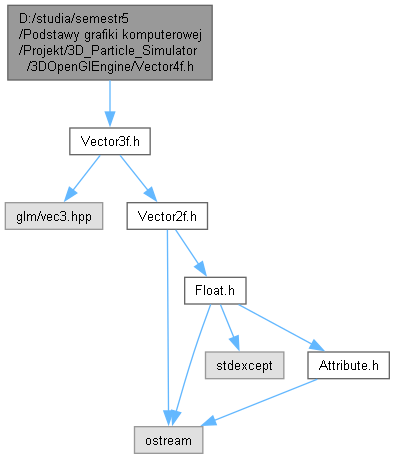 D:/studia/semestr5
/Podstawy grafiki komputerowej
/Projekt/3D_Particle_Simulator
/3DOpenGlEngine/Vector4f.h
Vector3f.h
glm/vec3.hpp
Vector2f.h
Float.h
stdexcept
Attribute.h
ostream